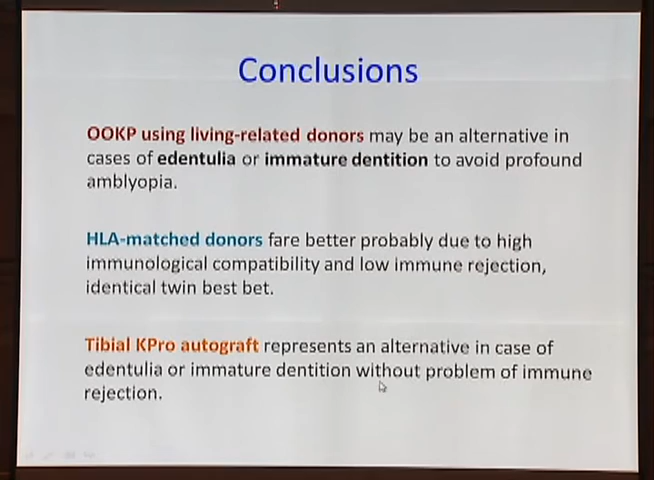 Conclusions
OOKP using living-related donors may be an alternative in
cases of edentulia or immature dentition to avoid profound
amblyopia.
HLA-matched donors fare better probably due to high
immunological compatibility and low immune rejection,
identical twin best bet.
Tibial KPro autograft represents an alternative in case of
edentulia or immature dentition without problem of immune
rejection.